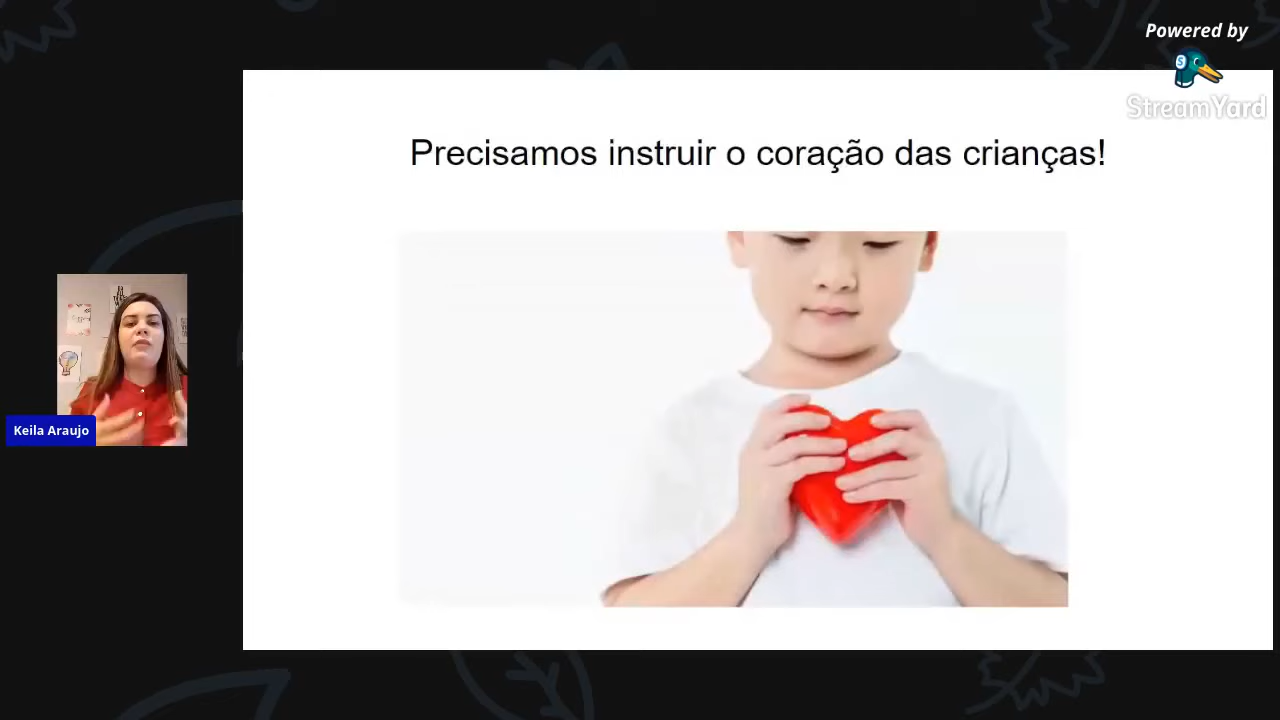 Powered by
StreamYard
Precisamos instruir o coração das crianças!
Keila Araujo